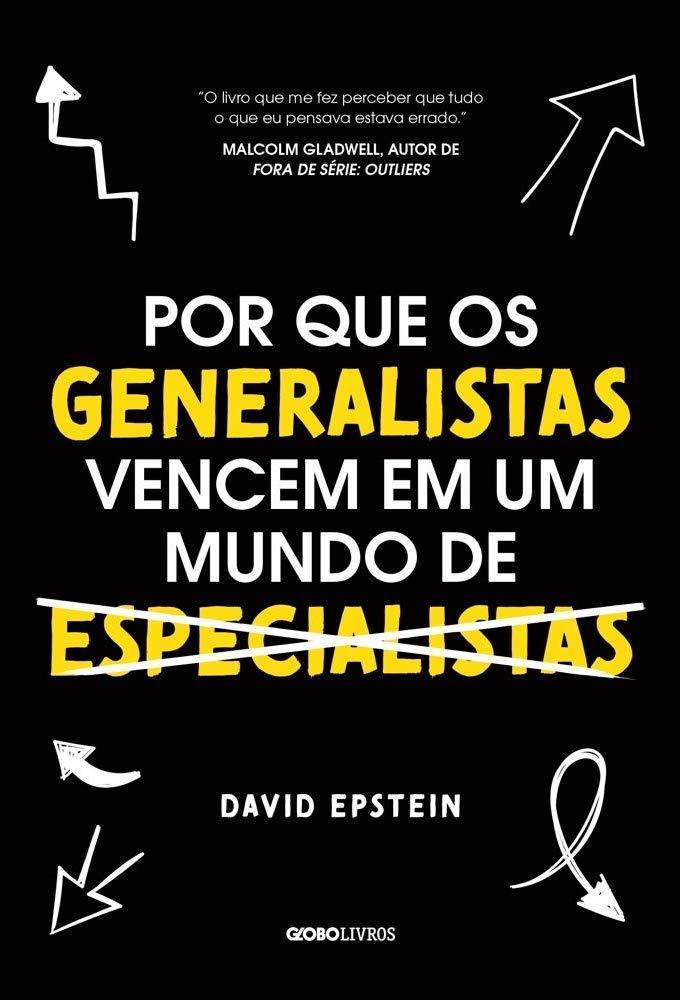 "O livro que me fez perceber que tudo
o que eu pensava estava errado."
MALCOLM GLADWELL, AUTOR DE
FORA DE SÉRIE: OUTLIERS
POR QUE OS
GENERALISTAS
VENCEM EM UM
MUNDO DE
ESPECIALISTAS
DAVID EPSTEIN
GLOBOLIVROS